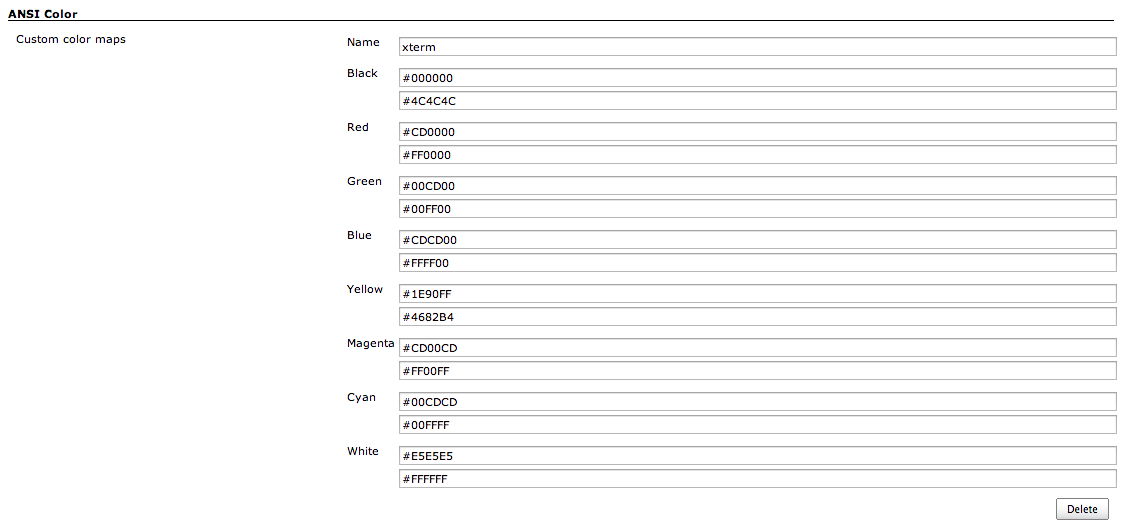 ANSI Color
Custom color maps
Name xterm
Black #000000
#4C4C4C
Red #CD0000
#FF0000
Green #00CD00
#00FF00
Blue #CDCD00
#FFFF00
Yellow #1E90FF
#4682B4
Magenta #CD00CD
#FF00FF
Cyan #00CDCD
#00FFFF
White #E5E5E5
#FFFFFF
Delete